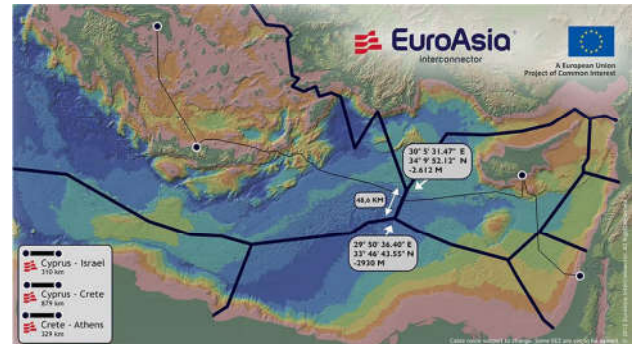 EuroAsia
interconnector
A European Union
Project of Common Interest
30° 5' 31.47" E
34° 9' 52.12" N
-2.612 M
48,6 KM
29° 50' 36.40" E
33° 46' 43.55" N
-2930 M
Cyprus - Israel
310 km
Cyprus - Crete
879 km
Crete - Athens
329 km